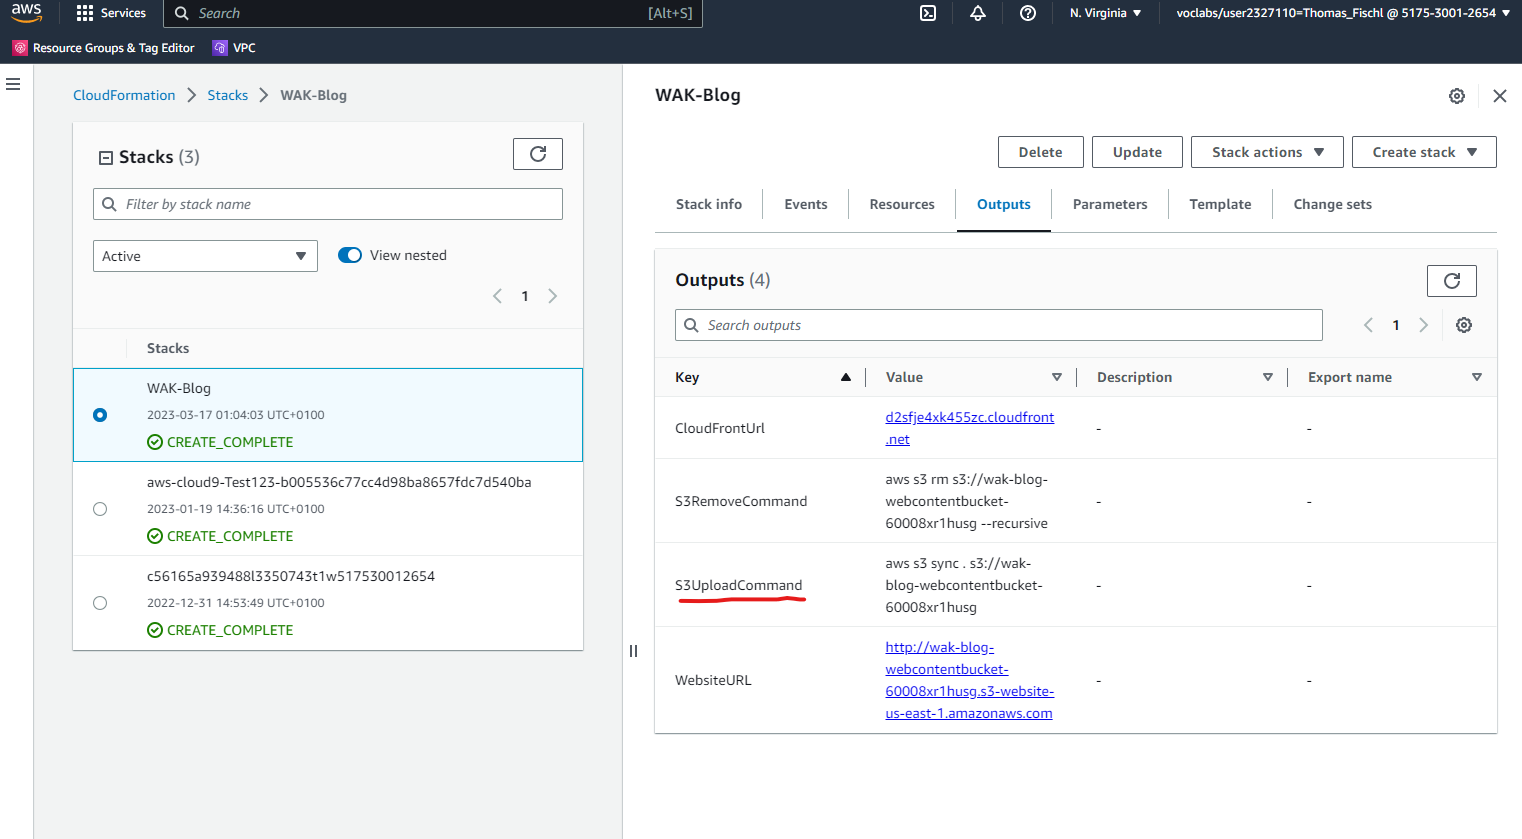 aws
Services
Search
[Alt+S]
N. Virginia
voclabs/user2327110=Thomas_Fischl @ 5175-3001-2654
Resource Groups & Tag Editor
VPC
CloudFormation
Stacks
WAK-Blog
Stacks (3)
Filter by stack name
Active
View nested
1
Stacks
WAK-Blog
2023-03-17 01:04:03 UTC+0100
CREATE_COMPLETE
aws-cloud9-Test123-b005536c77cc4d98ba8657fdc7d540ba
2023-01-19 14:36:16 UTC+0100
CREATE_COMPLETE
c56165a939488l3350743t1w517530012654
2022-12-31 14:53:49 UTC+0100
CREATE_COMPLETE
WAK-Blog
Delete
Update
Stack actions
Create stack
Stack info
Events
Resources
Outputs
Parameters
Template
Change sets
Outputs (4)
Search outputs
1
Key
Value
Description
Export name
CloudFrontUrl
d2sfje4xk455zc.cloudfront
.net
-
-
S3RemoveCommand
aws s3 rm s3://wak-blog-
webcontentbucket-
60008xr1husg --recursive
-
-
S3UploadCommand
aws s3 sync . s3://wak-
blog-webcontentbucket-
60008xr1husg
-
-
WebsiteURL
http://wak-blog-
webcontentbucket-
60008xr1husg.s3-website-
us-east-1.amazonaws.com
-
-